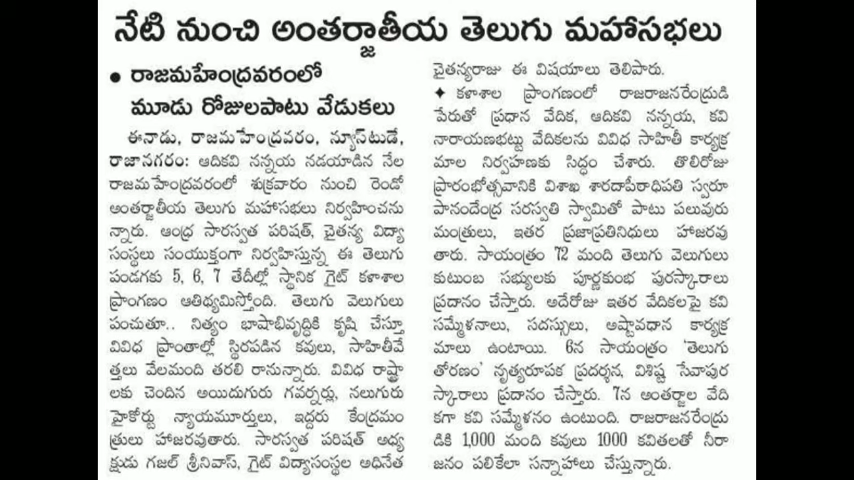 నేటి నుంచి అంతర్జాతీయ తెలుగు మహాసభలు
• రాజమహేంద్రవరంలో
మూడు రోజులపాటు వేడుకలు
ఈనాడు, రాజమహేంద్రవరం, న్యూస్‌టుడే,
రాజానగరం: ఆదికవి నన్నయ నడయాడిన నేల
రాజమహేంద్రవరంలో శుక్రవారం నుంచి రెండో
అంతర్జాతీయ తెలుగు మహాసభలు నిర్వహించను
న్నారు. ఆంధ్ర సారస్వత పరిషత్, చైతన్య విద్యా
సంస్థలు సంయుక్తంగా నిర్వహిస్తున్న ఈ తెలుగు
పండగకు 5, 6, 7 తేదీల్లో స్థానిక గైట్ కళాశాల
ప్రాంగణం ఆతిథ్యమిస్తోంది. తెలుగు వెలుగులు
పంచుతూ.. నిత్యం భాషాభివృద్ధికి కృషి చేస్తూ
వివిధ ప్రాంతాల్లో స్థిరపడిన కవులు, సాహితీవే
త్తలు వేలమంది తరలి రానున్నారు. వివిధ రాష్ట్రా
లకు చెందిన అయిదుగురు గవర్నర్లు, నలుగురు
హైకోర్టు న్యాయమూర్తులు, ఇద్దరు కేంద్రమం
త్రులు హాజరవుతారు. సారస్వత పరిషత్ అధ్య
క్షుడు గజల్ శ్రీనివాస్, గైట్ విద్యాసంస్థల అధినేత
చైతన్యరాజు ఈ విషయాలు తెలిపారు.
✦ కళాశాల ప్రాంగణంలో రాజరాజనరేంద్రుడి
పేరుతో ప్రధాన వేదిక, ఆదికవి నన్నయ, కవి
నారాయణభట్టు వేదికలను వివిధ సాహితీ కార్యక్ర
మాల నిర్వహణకు సిద్ధం చేశారు. తొలిరోజు
ప్రారంభోత్సవానికి విశాఖ శారదాపీఠాధిపతి స్వరూ
పానందేంద్ర సరస్వతి స్వామితో పాటు పలువురు
మంత్రులు, ఇతర ప్రజాప్రతినిధులు హాజరవు
తారు. సాయంత్రం 72 మంది తెలుగు వెలుగులు
కుటుంబ సభ్యులకు పూర్ణకుంభ పురస్కారాలు
ప్రదానం చేస్తారు. అదేరోజు ఇతర వేదికలపై కవి
సమ్మేళనాలు, సదస్సులు, అష్టావధాన కార్యక్ర
మాలు ఉంటాయి. 6న సాయంత్రం ‘తెలుగు
తోరణం’ నృత్యరూపక ప్రదర్శన, విశిష్ట సేవాపుర
స్కారాలు ప్రదానం చేస్తారు. 7న అంతర్జాల వేది
కగా కవి సమ్మేళనం ఉంటుంది. రాజరాజనరేంద్రు
డికి 1,000 మంది కవులు 1000 కవితలతో నీరా
జనం పలికేలా సన్నాహాలు చేస్తున్నారు.